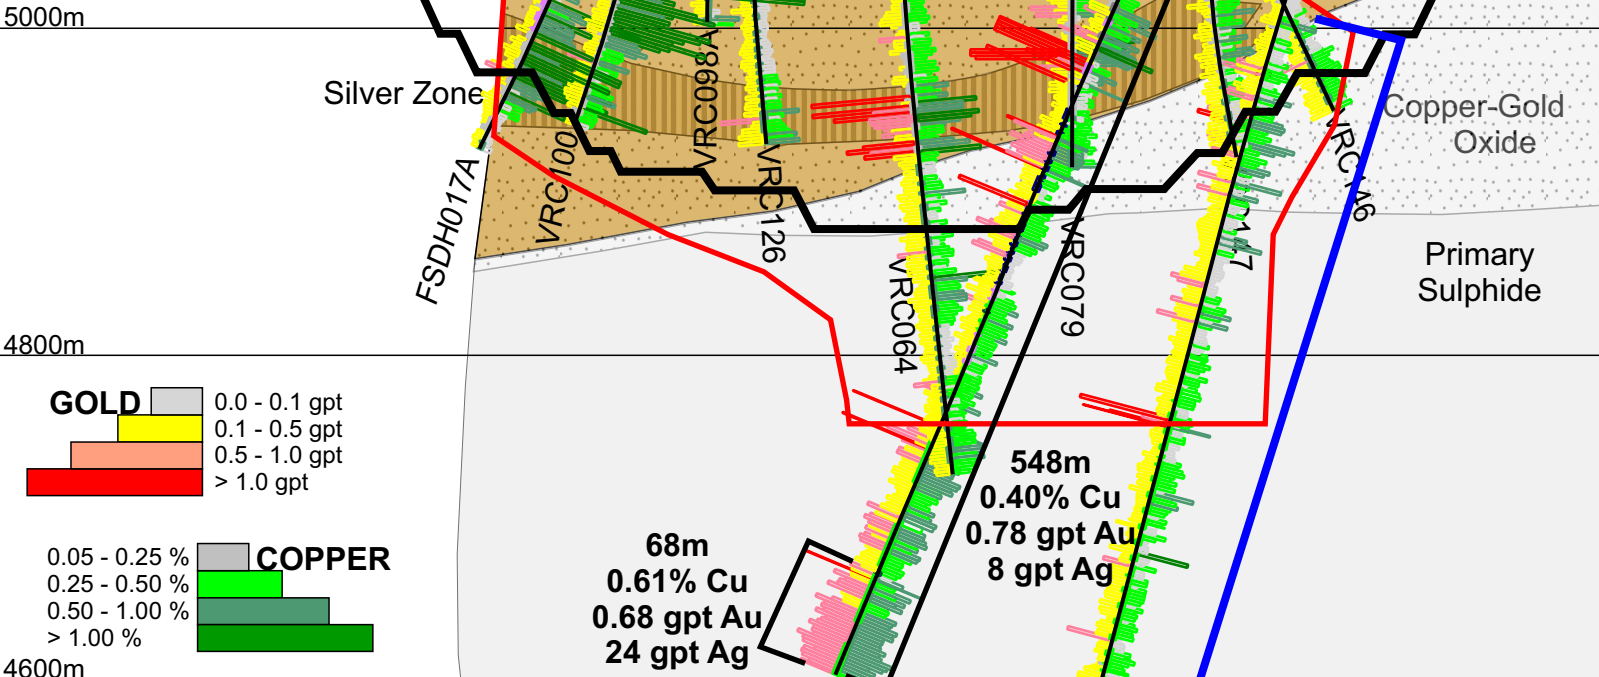 5000m
Silver Zone
VRC098A
Copper-Gold
Oxide
FSDH017A
VRC100
VRC126
VRC064
VRC079
Primary
Sulphide
4800m
GOLD
0.0 - 0.1 gpt
0.1 - 0.5 gpt
0.5 - 1.0 gpt
> 1.0 gpt
548m
0.40% Cu
0.78 gpt Au
8 gpt Ag
COPPER
0.05 - 0.25 %
0.25 - 0.50 %
0.50 - 1.00 %
> 1.00 %
68m
0.61% Cu
0.68 gpt Au
24 gpt Ag
4600m